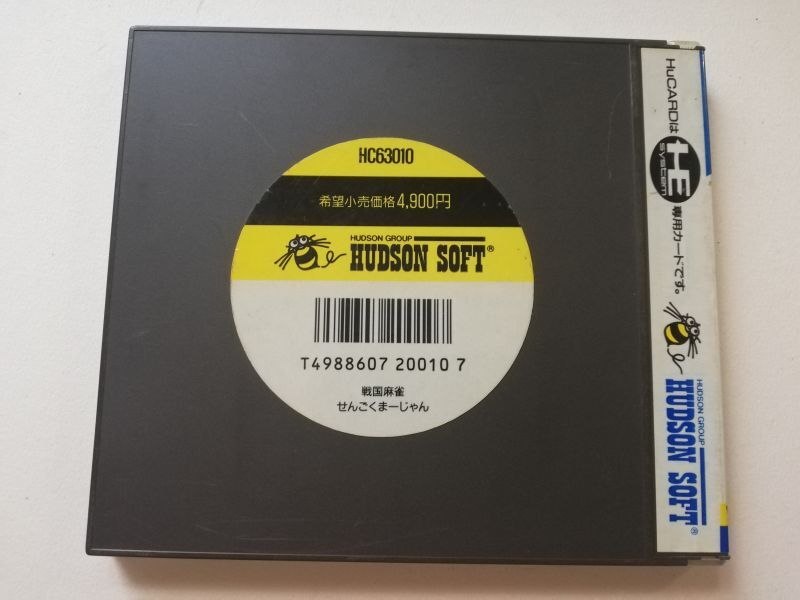 HC63010
希望小売価格4,900円
HUDSON GROUP
HUDSON SOFT®
T4988607 20010 7
戦国麻雀
せんごくまーじゃん
HuCARDは
HE
SYSTEM
専用カードです。
HUDSON GROUP
HUDSON SOFT®